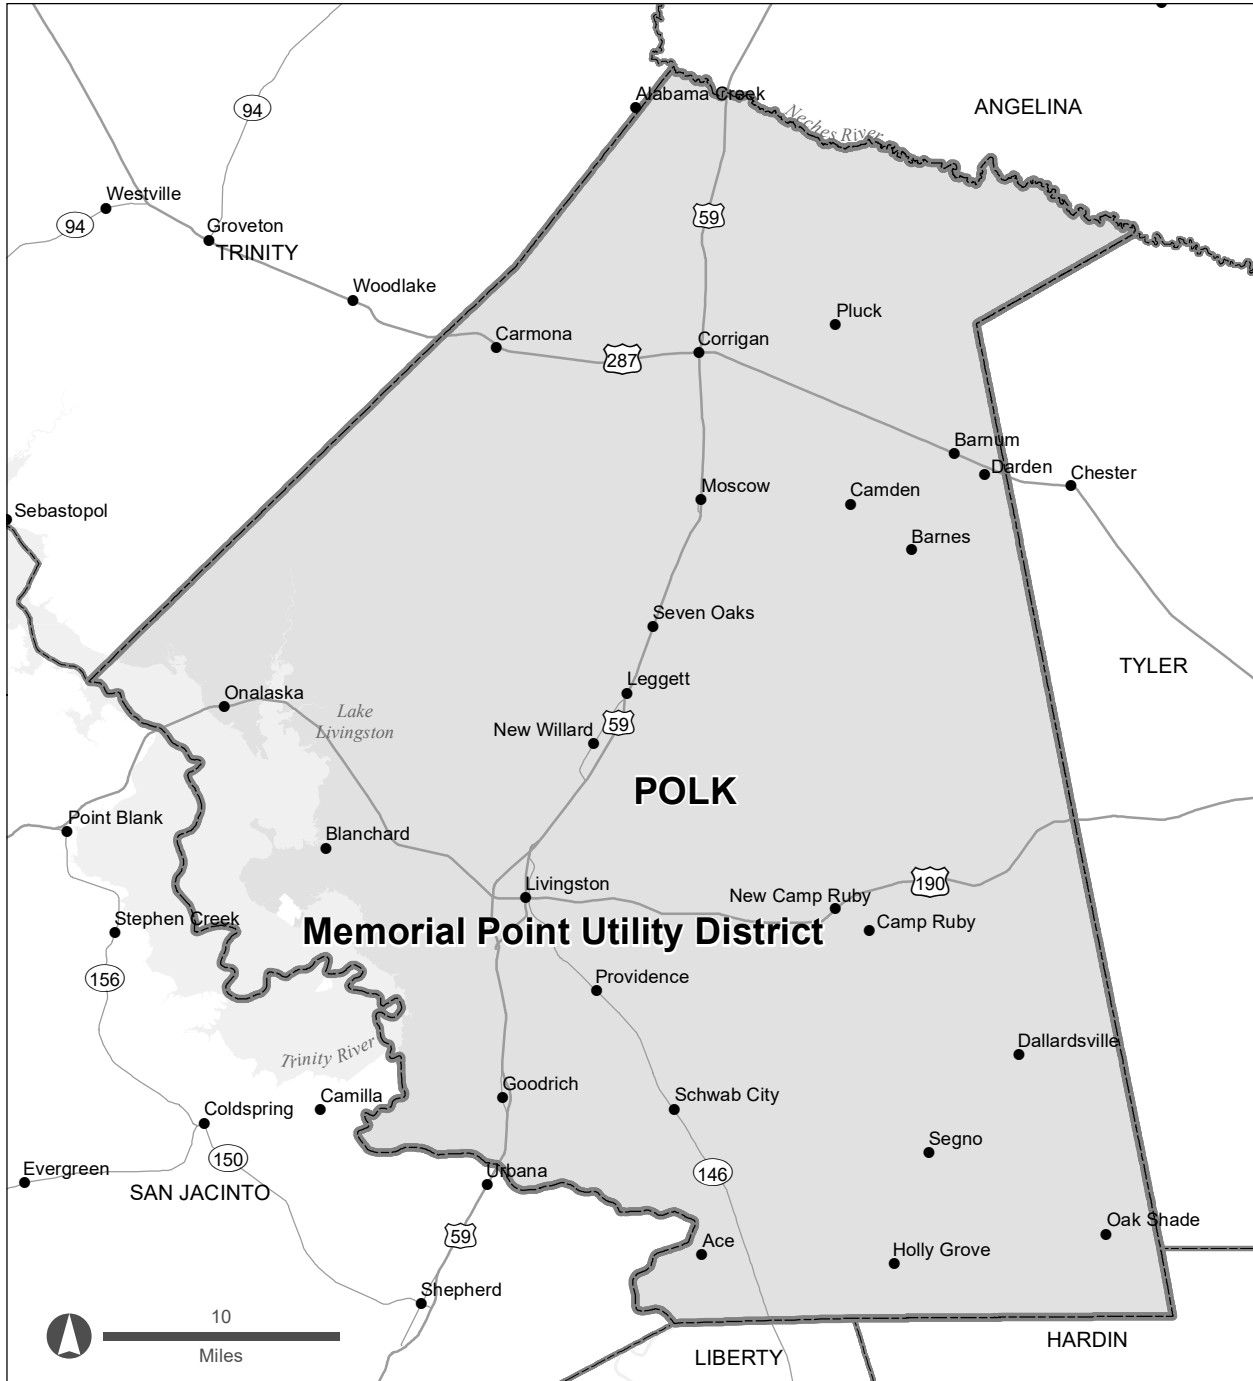 Alabama Creek
ANGELINA
94
Neches River
Westville
94
59
Groveton
TRINITY
Woodlake
Pluck
Carmona
Corrigan
287
Barnum
Darden
Chester
Moscow
Camden
Sebastopol
Barnes
Seven Oaks
TYLER
Leggett
Onalaska
Lake
Livingston
59
New Willard
POLK
Point Blank
Blanchard
Livingston
New Camp Ruby
190
Stephen Creek
Memorial Point Utility District
Camp Ruby
156
Providence
Trinity River
Dallardsville
Goodrich
Camilla
Schwab City
Coldspring
Segno
150
Evergreen
Urbana
146
SAN JACINTO
Oak Shade
59
Ace
Holly Grove
Shepherd
10
Miles
LIBERTY
HARDIN